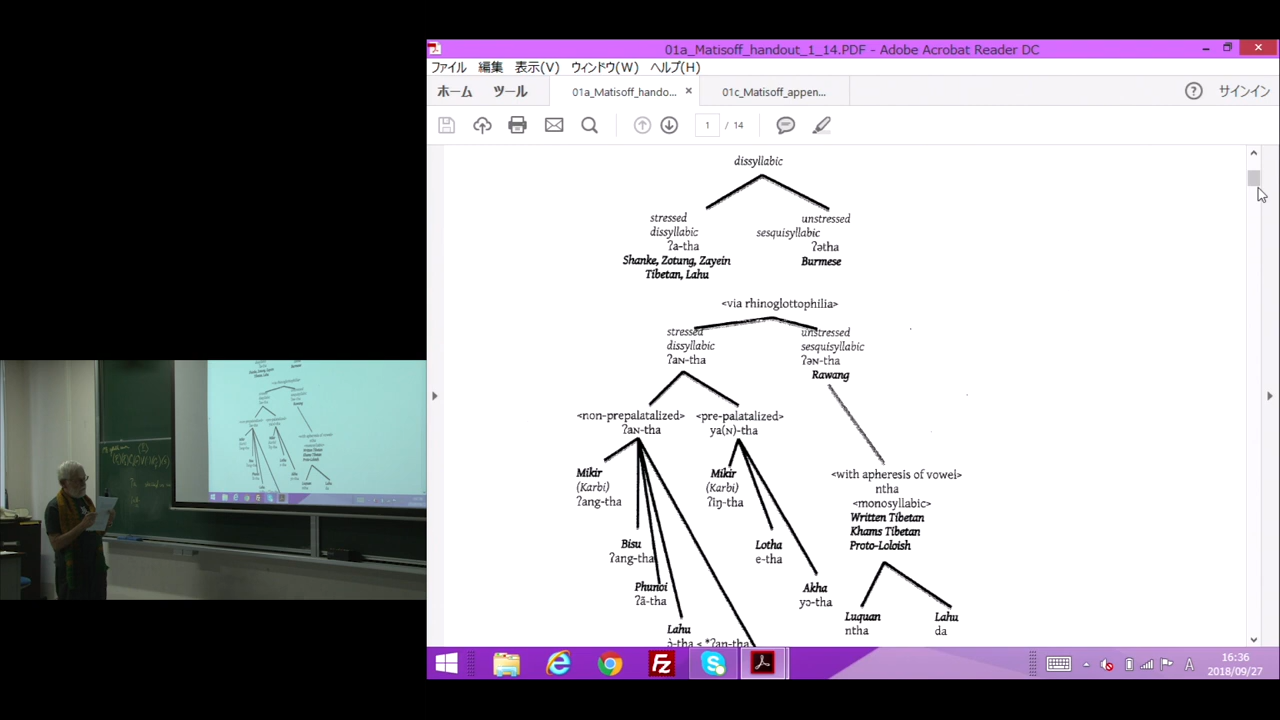 01a_Matisoff_handout_1_14.PDF - Adobe Acrobat Reader DC
ファイル 編集 表示(V) ウィンドウ(W) ヘルプ(H)
ホーム ツール 01a_Matisoff_hando... × 01c_Matisoff_appen... サインイン
1 / 14
dissyllabic
stressed unstressed
dissyllabic sesquisyllabic
ʔa-tha ʔətha
Shanke, Zotung, Zayein Burmese
Tibetan, Lahu
<via rhinoglottophilia>
stressed unstressed
dissyllabic sesquisyllabic
ʔaɴ-tha ʔəɴ-tha
Rawang
<non-prepalatalized> <pre-palatalized>
ʔaɴ-tha ya(ɴ)-tha
Mikir Mikir <with apheresis of vowel>
(Karbi) (Karbi) ntha
ʔang-tha ʔiŋ-tha <monosyllabic>
Written Tibetan
Khams Tibetan
Bisu Lotha Proto-Loloish
ʔang-tha e-tha
Phunoi Akha
ʔã-tha yɔ-tha
Luquan Lahu
Lahu ntha da
ɔ̀-tha < *ʔan-tha
A 16:36
2018/09/27